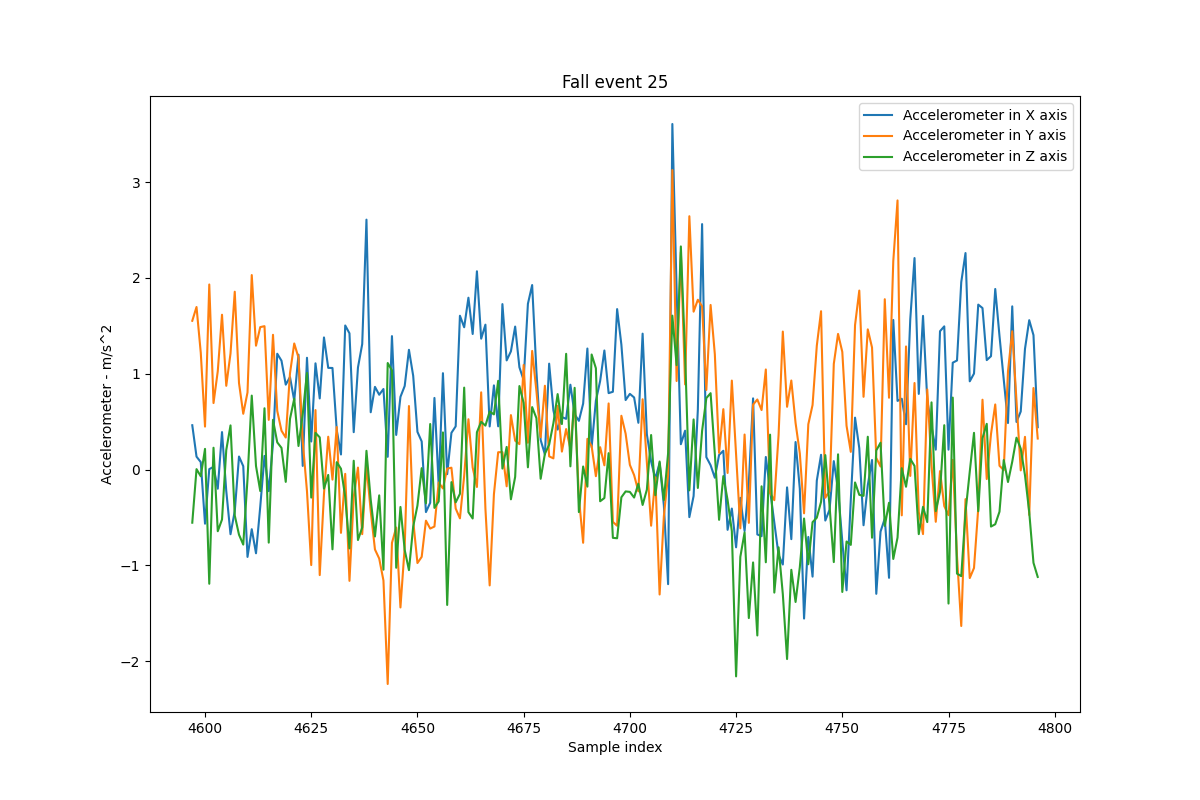 Fall event 25
Accelerometer in X axis
Accelerometer in Y axis
Accelerometer in Z axis
Accelerometer - m/s^2
3
2
1
0
−1
−2
4600 4625 4650 4675 4700 4725 4750 4775 4800
Sample index